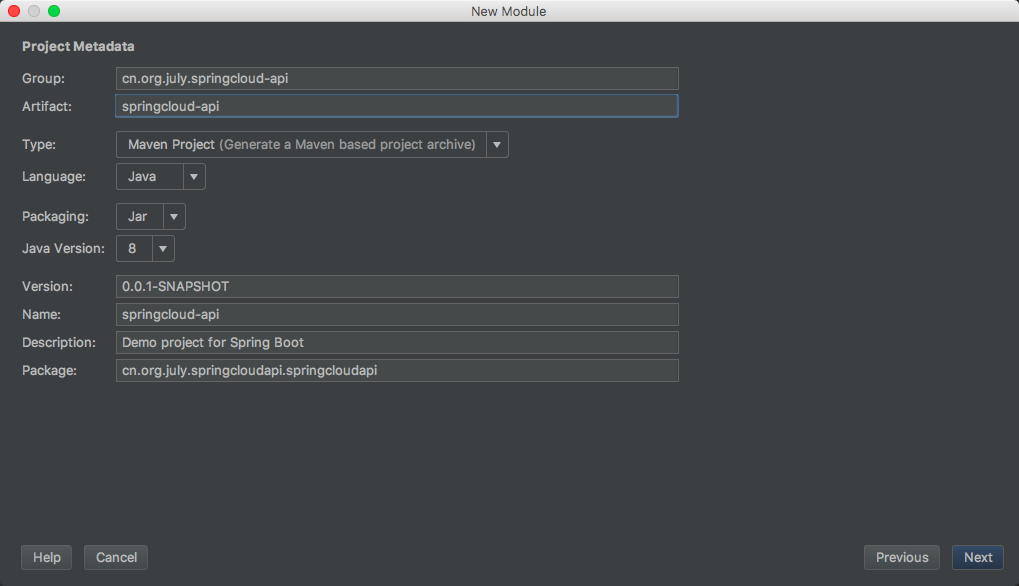 New Module
Project Metadata
Group: cn.org.july.springcloud-api
Artifact: springcloud-api
Type: Maven Project (Generate a Maven based project archive)
Language: Java
Packaging: Jar
Java Version: 8
Version: 0.0.1-SNAPSHOT
Name: springcloud-api
Description: Demo project for Spring Boot
Package: cn.org.july.springcloudapi.springcloudapi
Help Cancel Previous Next